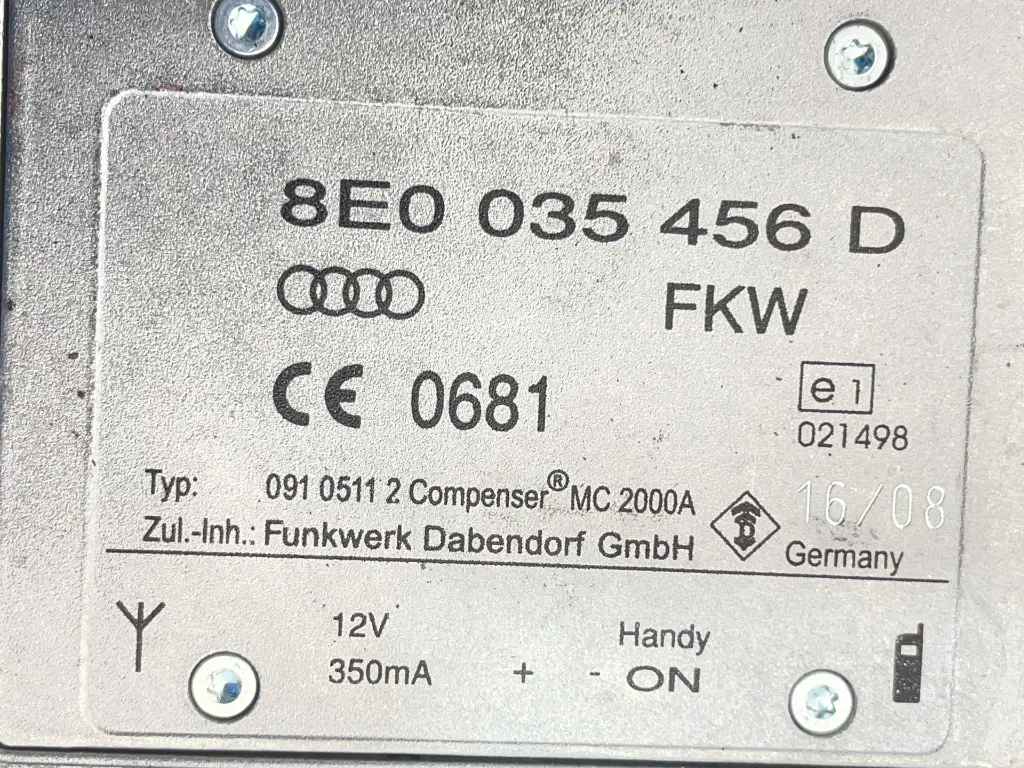 8E0 035 456 D
FKW
CE 0681
e1
021498
Typ: 091 0511 2 Compenser® MC 2000A
16/08
Zul.-Inh.: Funkwerk Dabendorf GmbH
D
Germany
12V
Handy
350mA + - ON